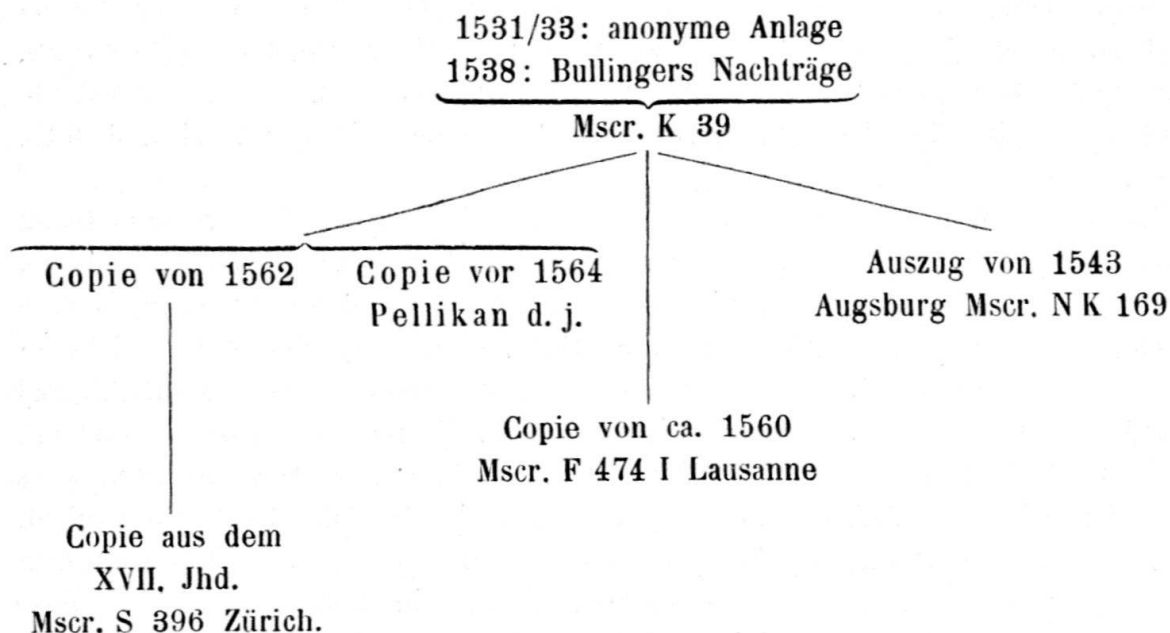 1531/33: anonyme Anlage
1538: Bullingers Nachträge
Mscr. K 39
Copie von 1562
Copie vor 1564
Pellikan d. j.
Auszug von 1543
Augsburg Mscr. N K 169
Copie von ca. 1560
Mscr. F 474 I Lausanne
Copie aus dem
XVII. Jhd.
Mscr. S 396 Zürich.